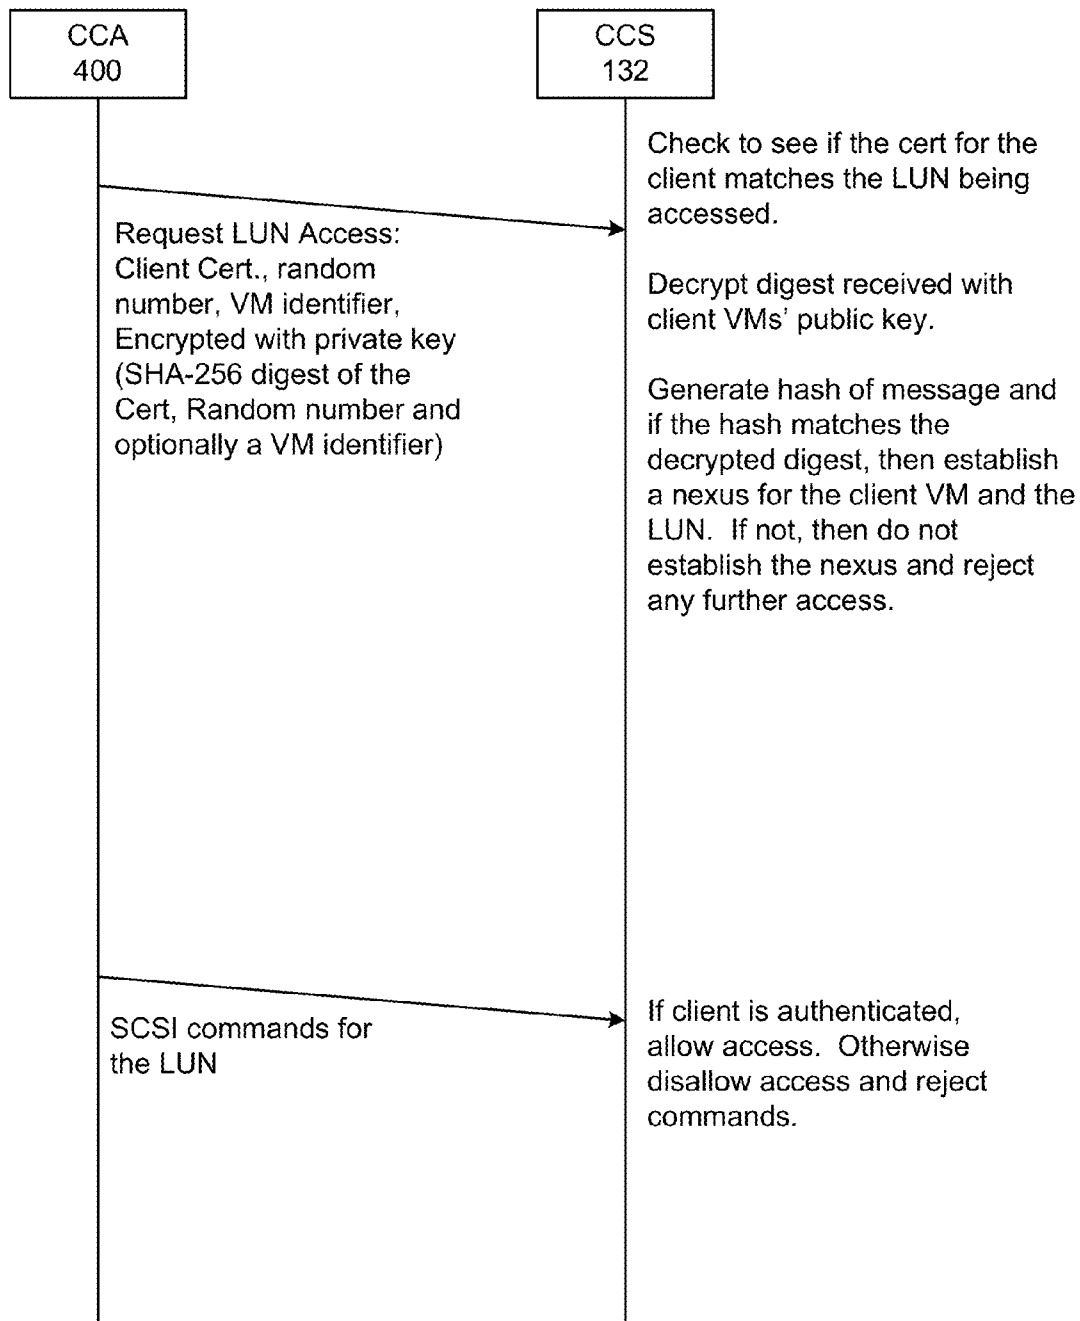 CCA
400
CCS
132
Check to see if the cert for the
client matches the LUN being
accessed.
Request LUN Access:
Client Cert., random
number, VM identifier,
Encrypted with private key
(SHA-256 digest of the
Cert, Random number and
optionally a VM identifier)
Decrypt digest received with
client VMs' public key.
Generate hash of message and
if the hash matches the
decrypted digest, then establish
a nexus for the client VM and the
LUN.  If not, then do not
establish the nexus and reject
any further access.
SCSI commands for
the LUN
If client is authenticated,
allow access.  Otherwise
disallow access and reject
commands.